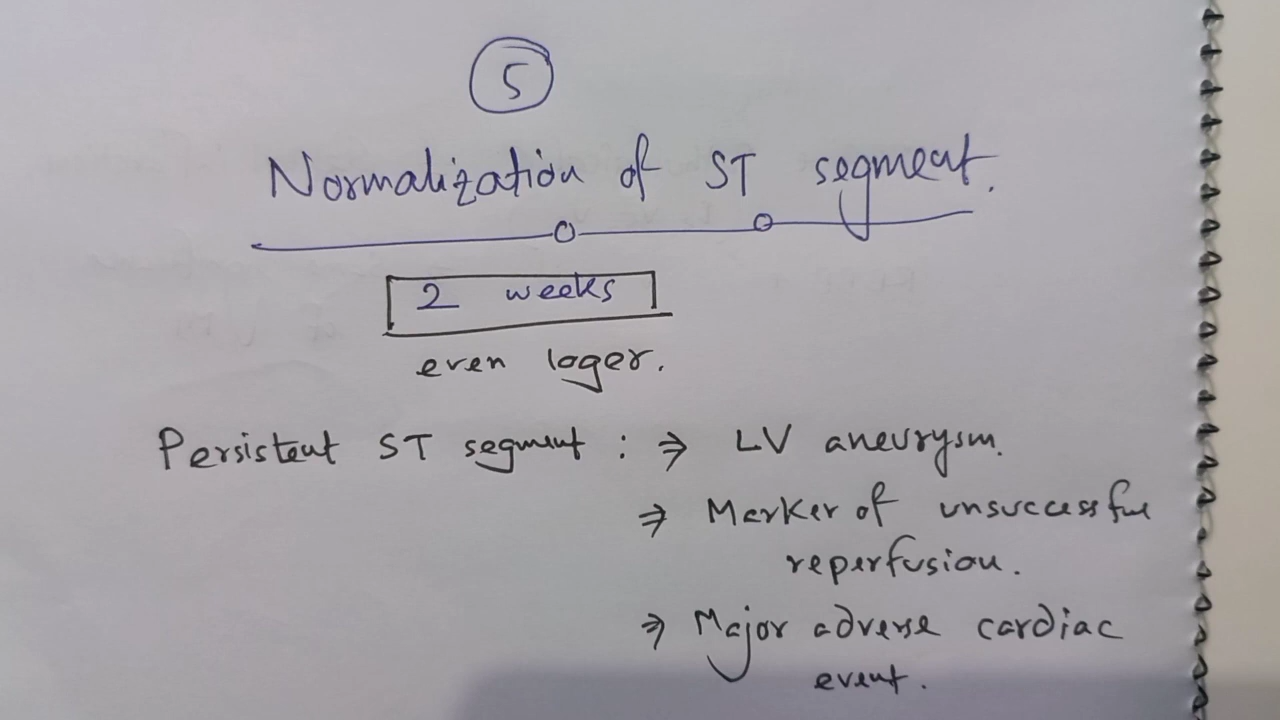 5
Normalization of ST segment.
2 weeks
even loger.
Persistent ST segment : ⇒ LV aneurysm.
⇒ Marker of unsuccessful
reperfusion.
⇒ Major adverse cardiac
event.